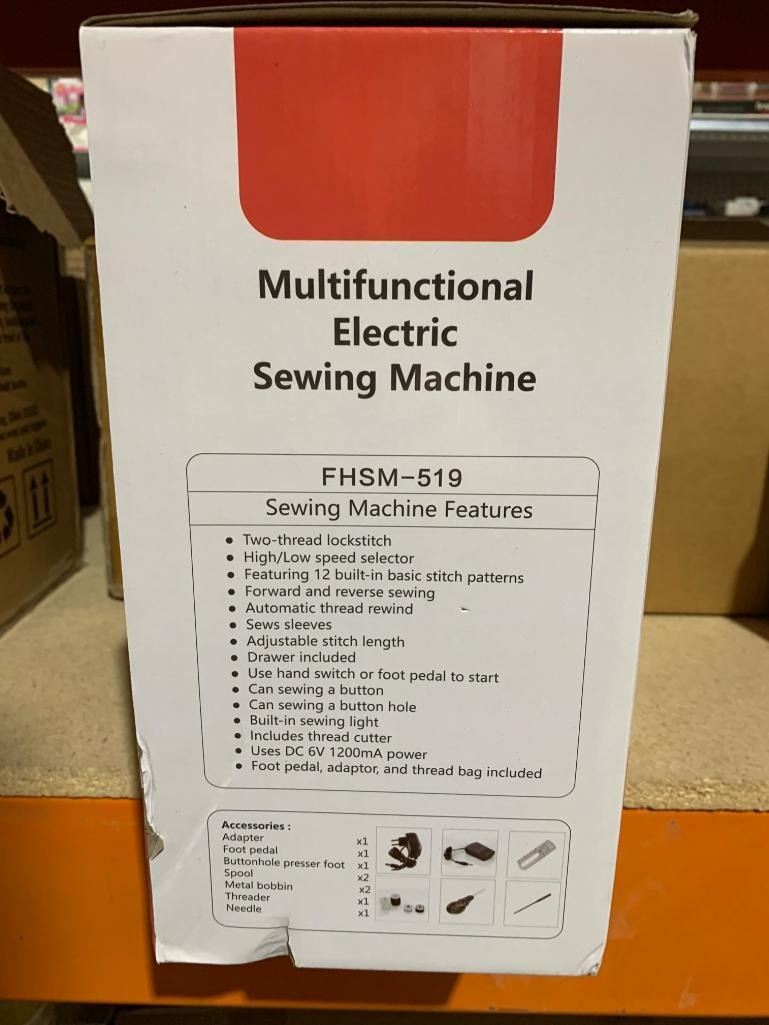 Multifunctional
Electric
Sewing Machine
FHSM-519
Sewing Machine Features
• Two-thread lockstitch
• High/Low speed selector
• Featuring 12 built-in basic stitch patterns
• Forward and reverse sewing
• Automatic thread rewind
• Sews sleeves
• Adjustable stitch length
• Drawer included
• Use hand switch or foot pedal to start
• Can sewing a button
• Can sewing a button hole
• Built-in sewing light
• Includes thread cutter
• Uses DC 6V 1200mA power
• Foot pedal, adaptor, and thread bag included
Accessories :
Adapter x1
Foot pedal x1
Buttonhole presser foot x1
Spool x2
Metal bobbin x2
Threader x1
Needle x1
Made in China